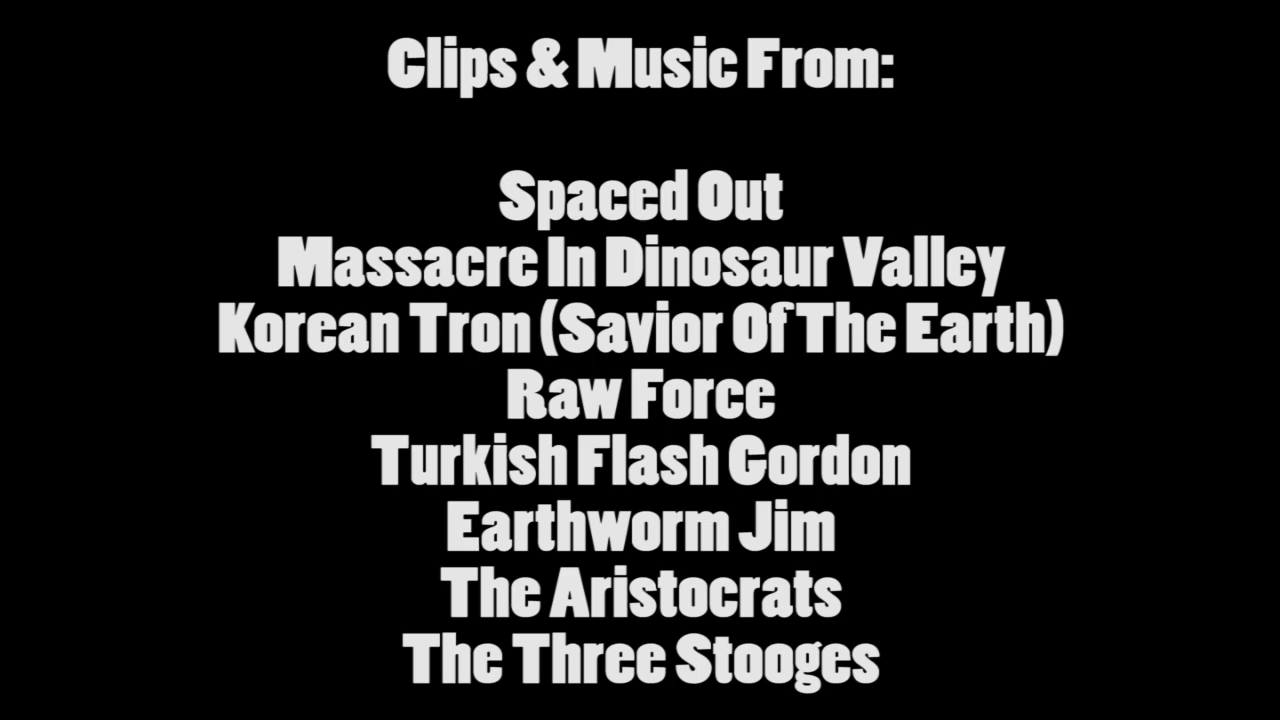 Clips & Music From:
Spaced Out
Massacre In Dinosaur Valley
Korean Tron (Savior Of The Earth)
Raw Force
Turkish Flash Gordon
Earthworm Jim
The Aristocrats
The Three Stooges